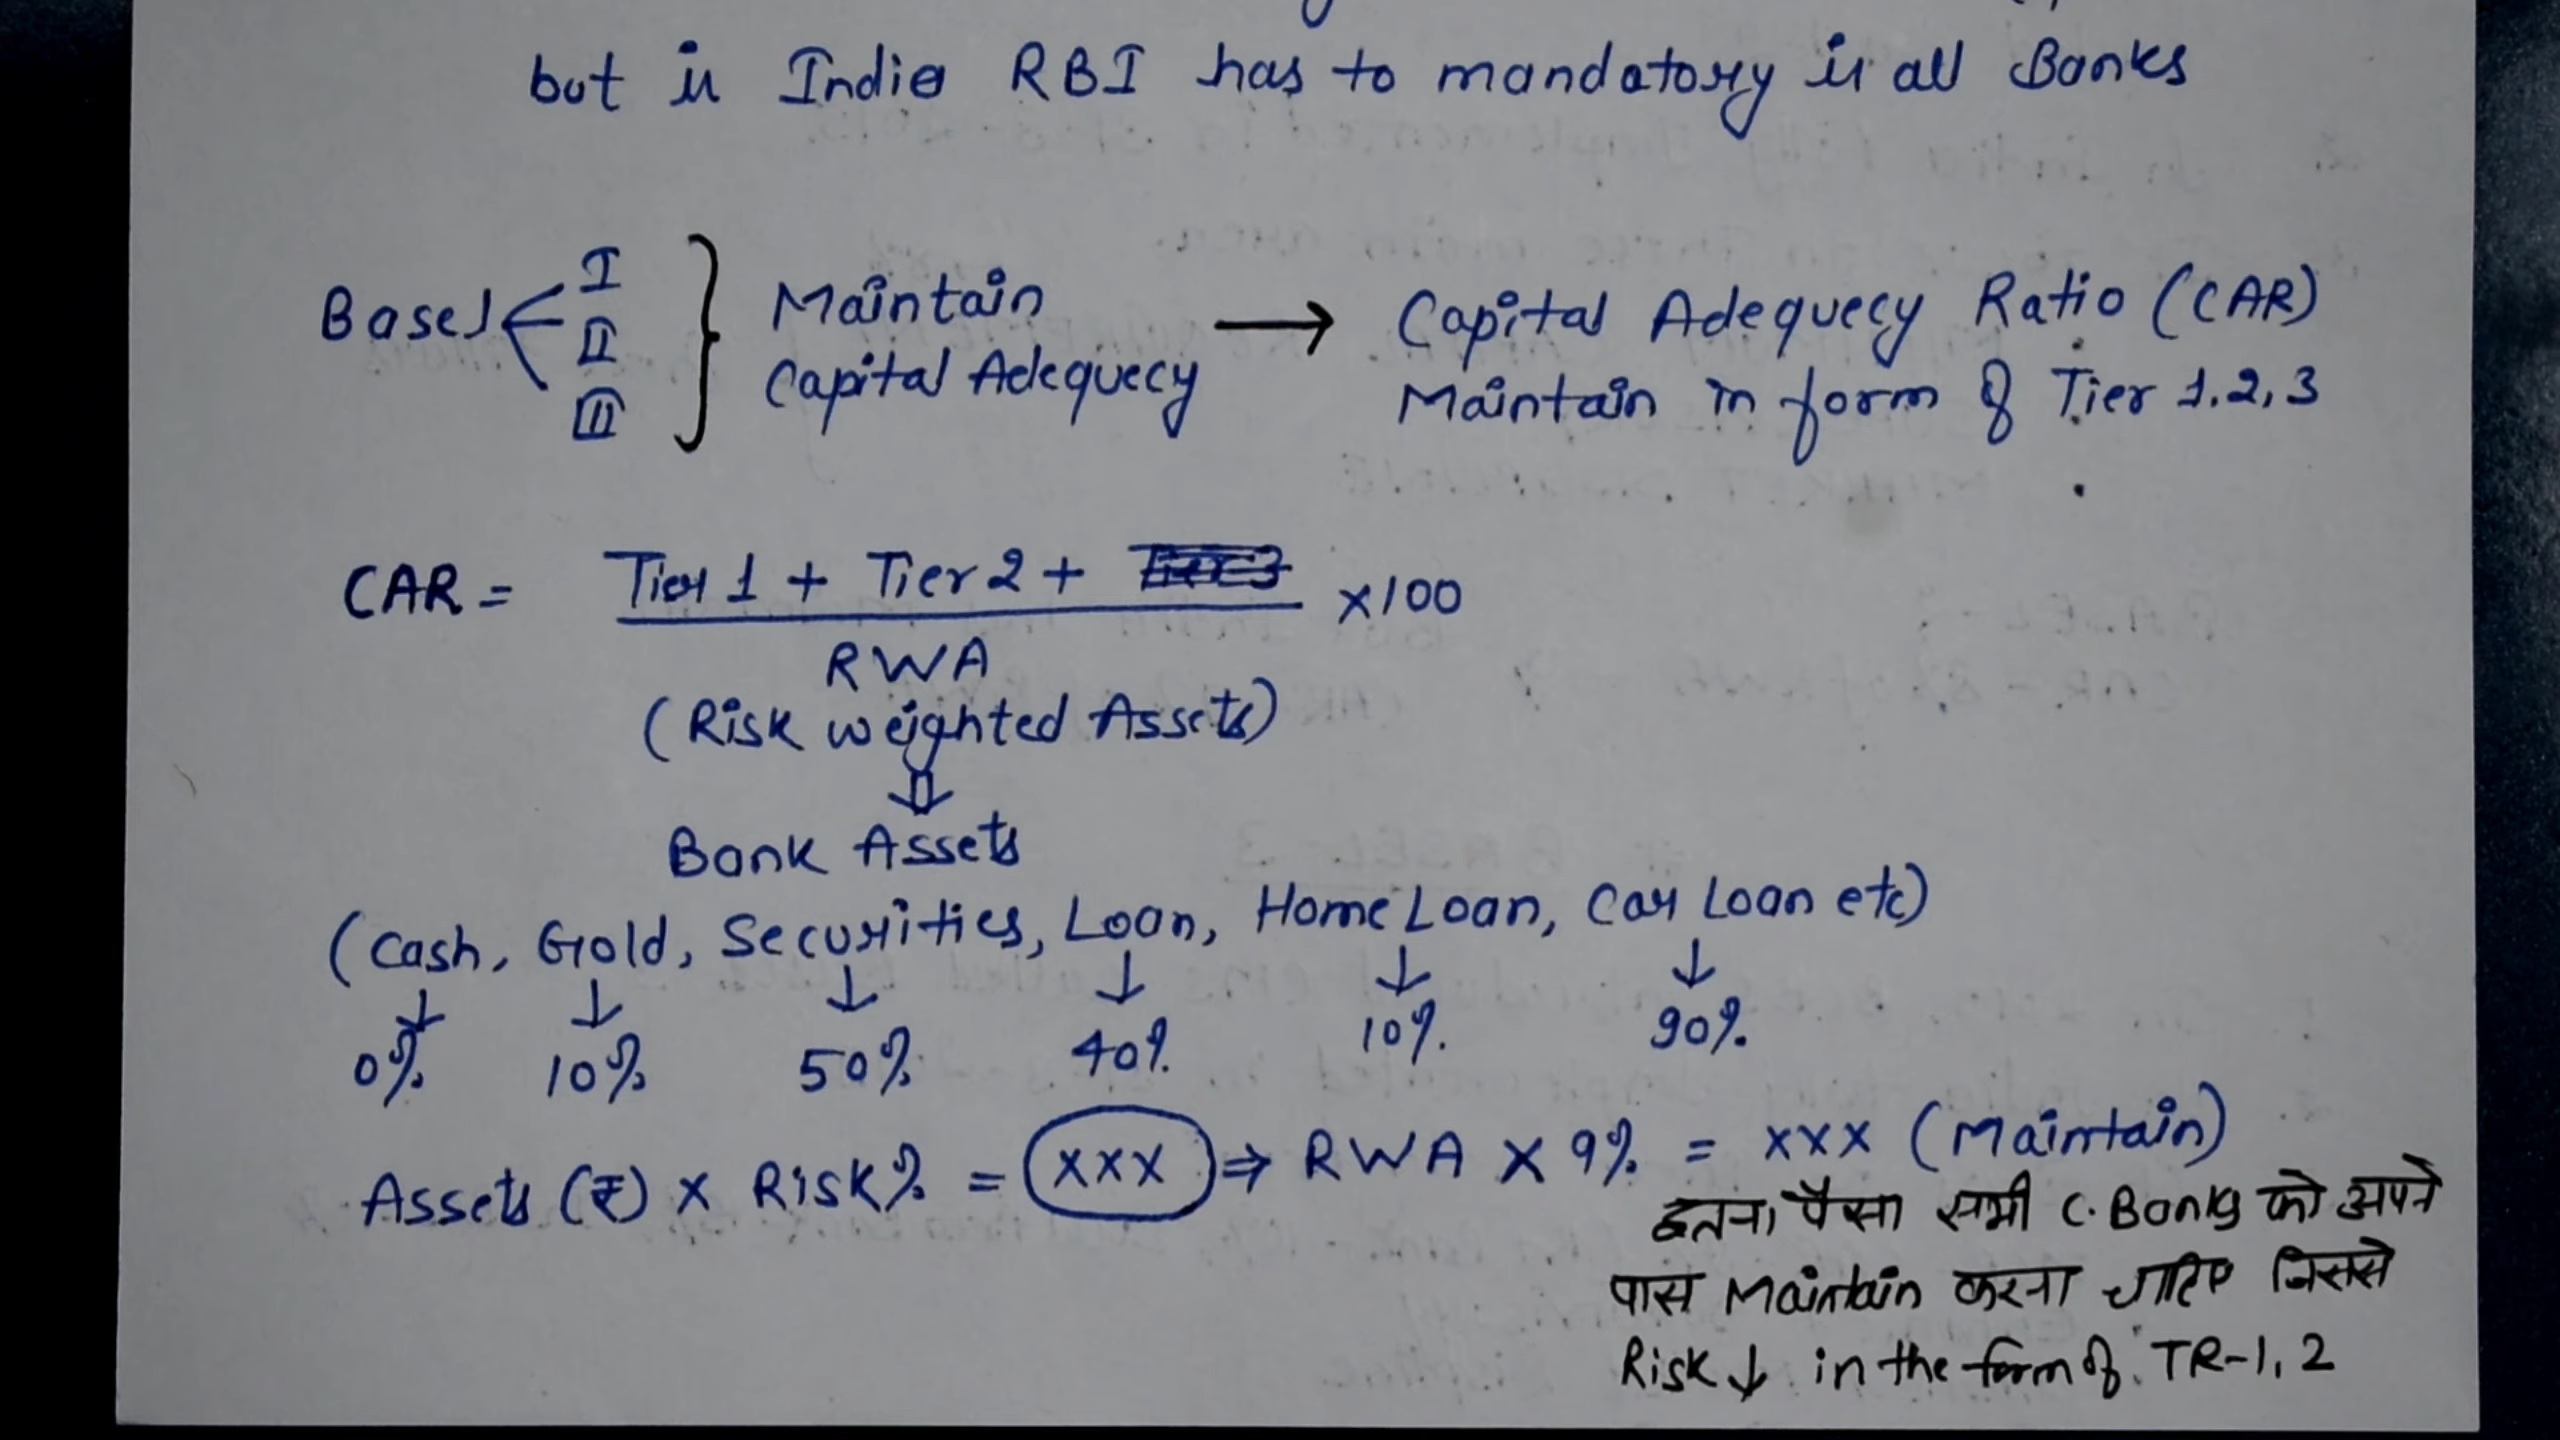 but in India RBI has to mandatory in all Banks
Basel I II III } Maintain Capital Adequecy → Capital Adequecy Ratio (CAR)
Maintain in form of Tier 1,2,3
CAR = Tier 1 + Tier 2 + Tier 3 ×100
RWA
(Risk weighted Assets)
⇓
Bank Assets
(Cash, Gold, Securities, Loan, Home Loan, Car Loan etc)
↓ ↓ ↓ ↓ ↓ ↓
0% 10% 50% 40% 10% 90%
Assets (₹) × Risk% = xxx ⇒ RWA × 9% = xxx (Maintain)
इतना पैसा सभी C. Banks को अपने
पास Maintain करना चाहिए जिससे
Risk ↓ in the form of TR-1, 2